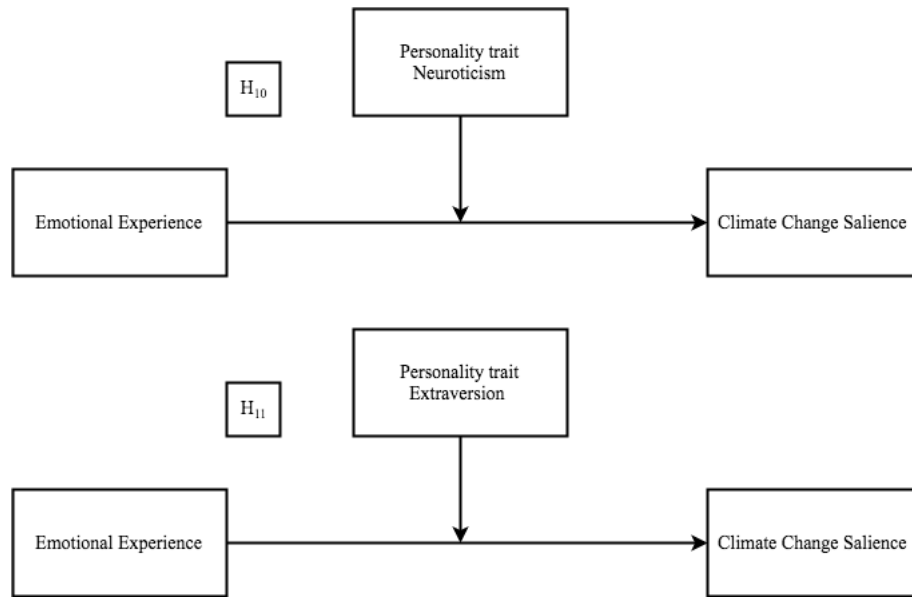 Personality trait
Neuroticism
H₁₀
Emotional Experience
Climate Change Salience
Personality trait
Extraversion
H₁₁
Emotional Experience
Climate Change Salience